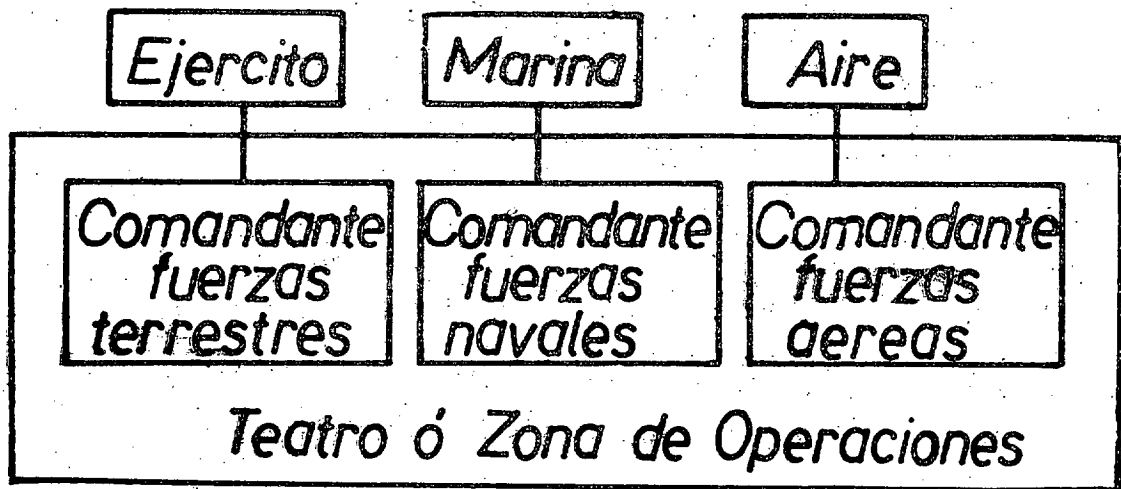 Ejercito
Marina
Aire
Comandante
fuerzas
terrestres
Comandante
fuerzas
navales
Comandante
fuerzas
aereas
Teatro ó Zona de Operaciones